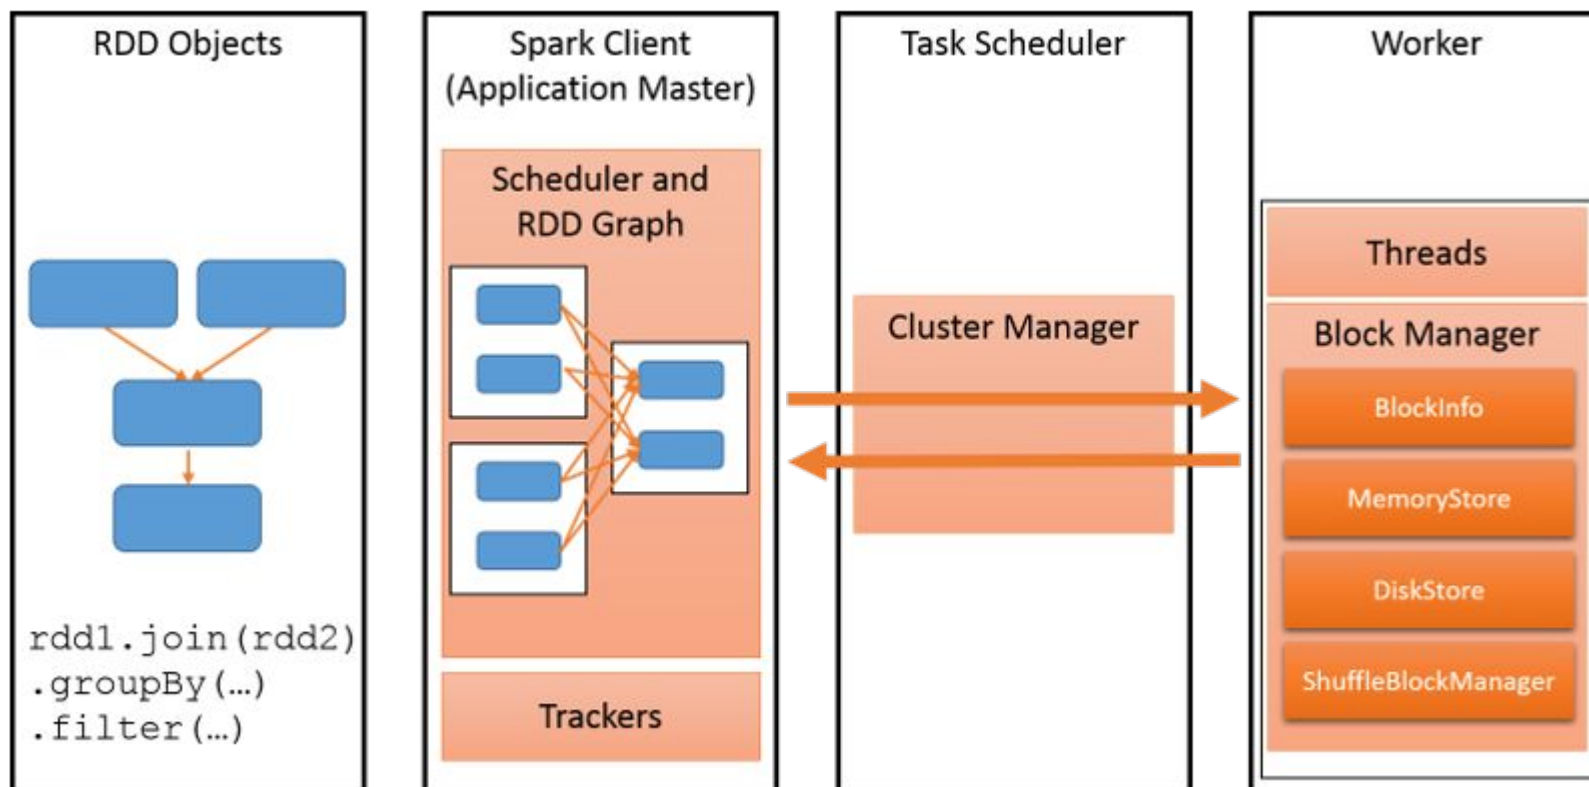 RDD Objects
rdd1.join(rdd2)
.groupBy(…)
.filter(…)
Spark Client
(Application Master)
Scheduler and
RDD Graph
Trackers
Task Scheduler
Cluster Manager
Worker
Threads
Block Manager
BlockInfo
MemoryStore
DiskStore
ShuffleBlockManager